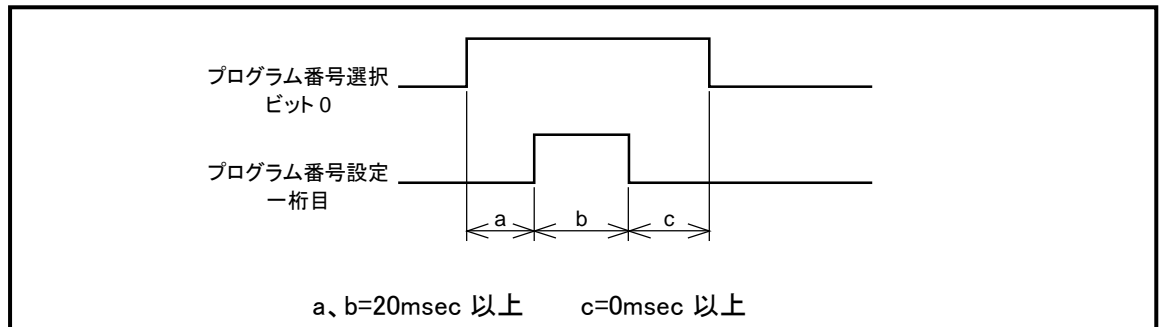 プログラム番号選択
ビット 0
プログラム番号設定
一桁目
a b c
a、b=20msec 以上 c=0msec 以上